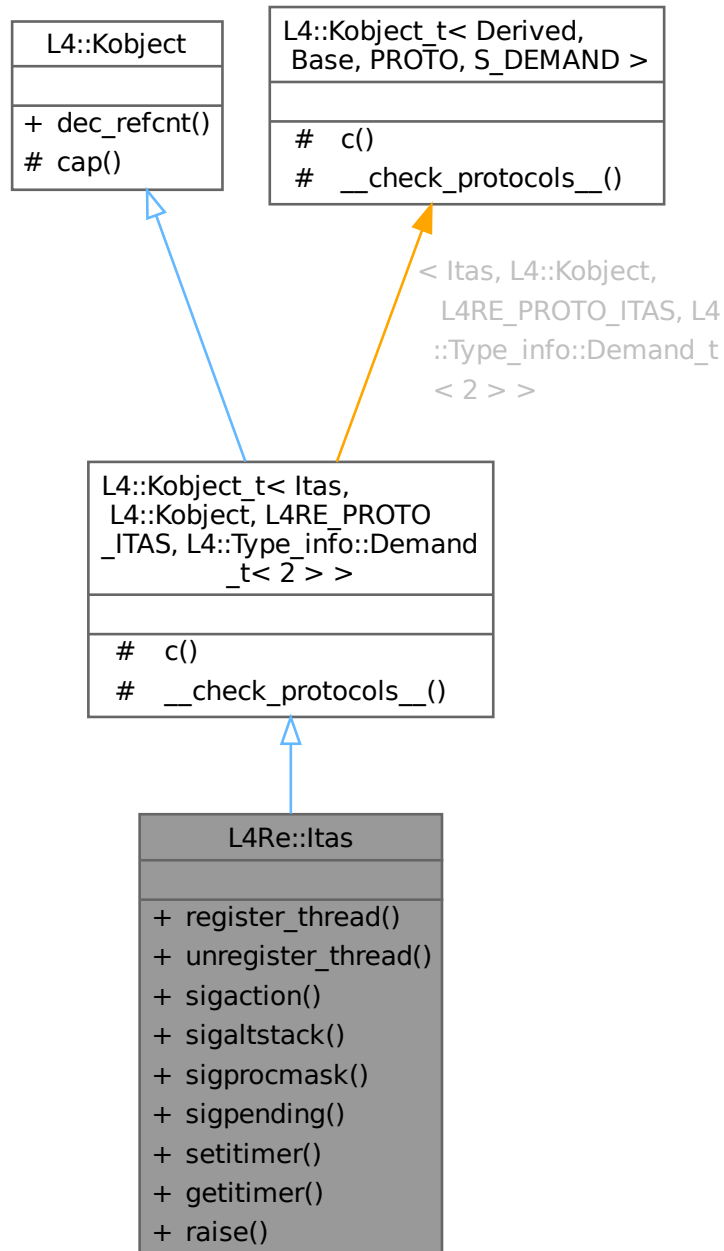 L4::Kobject
+ dec_refcnt()
# cap()
L4::Kobject_t< Derived,
Base, PROTO, S_DEMAND >
# c()
# __check_protocols__()
< Itas, L4::Kobject,
L4RE_PROTO_ITAS, L4
::Type_info::Demand_t
< 2 > >
L4::Kobject_t< Itas,
L4::Kobject, L4RE_PROTO
_ITAS, L4::Type_info::Demand
_t< 2 > >
# c()
# __check_protocols__()
L4Re::Itas
+ register_thread()
+ unregister_thread()
+ sigaction()
+ sigaltstack()
+ sigprocmask()
+ sigpending()
+ setitimer()
+ getitimer()
+ raise()